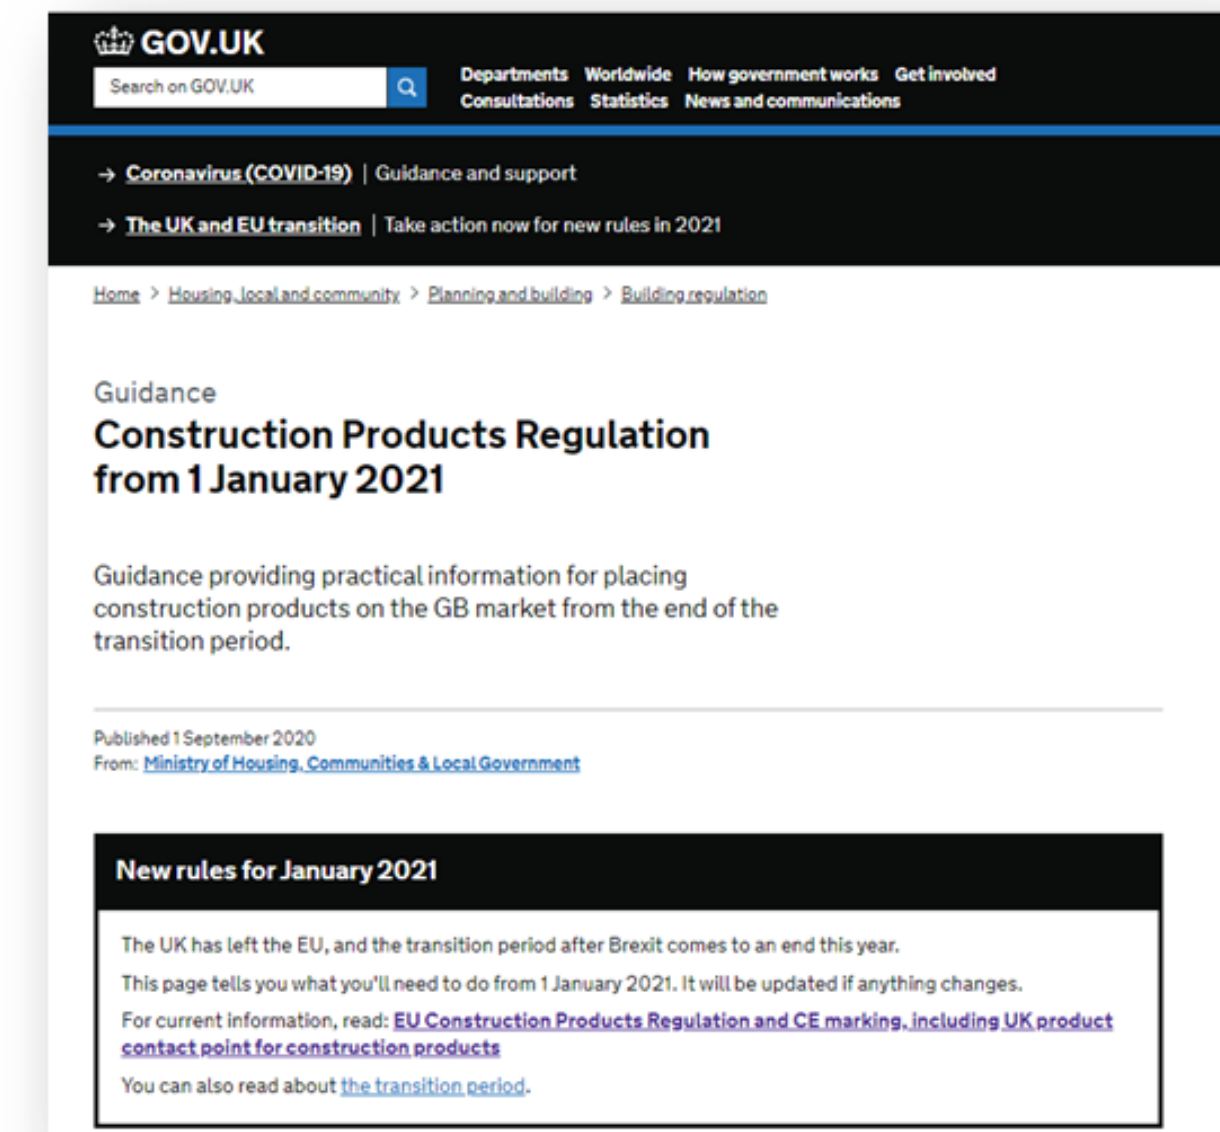 GOV.UK
Search on GOV.UK
Departments Worldwide How government works Get involved
Consultations Statistics News and communications
→ Coronavirus (COVID-19) | Guidance and support
→ The UK and EU transition | Take action now for new rules in 2021
Home > Housing, local and community > Planning and building > Building regulation
Guidance
Construction Products Regulation
from 1 January 2021
Guidance providing practical information for placing
construction products on the GB market from the end of the
transition period.
Published 1 September 2020
From: Ministry of Housing, Communities & Local Government
New rules for January 2021
The UK has left the EU, and the transition period after Brexit comes to an end this year.
This page tells you what you'll need to do from 1 January 2021. It will be updated if anything changes.
For current information, read: EU Construction Products Regulation and CE marking, including UK product
contact point for construction products
You can also read about the transition period.